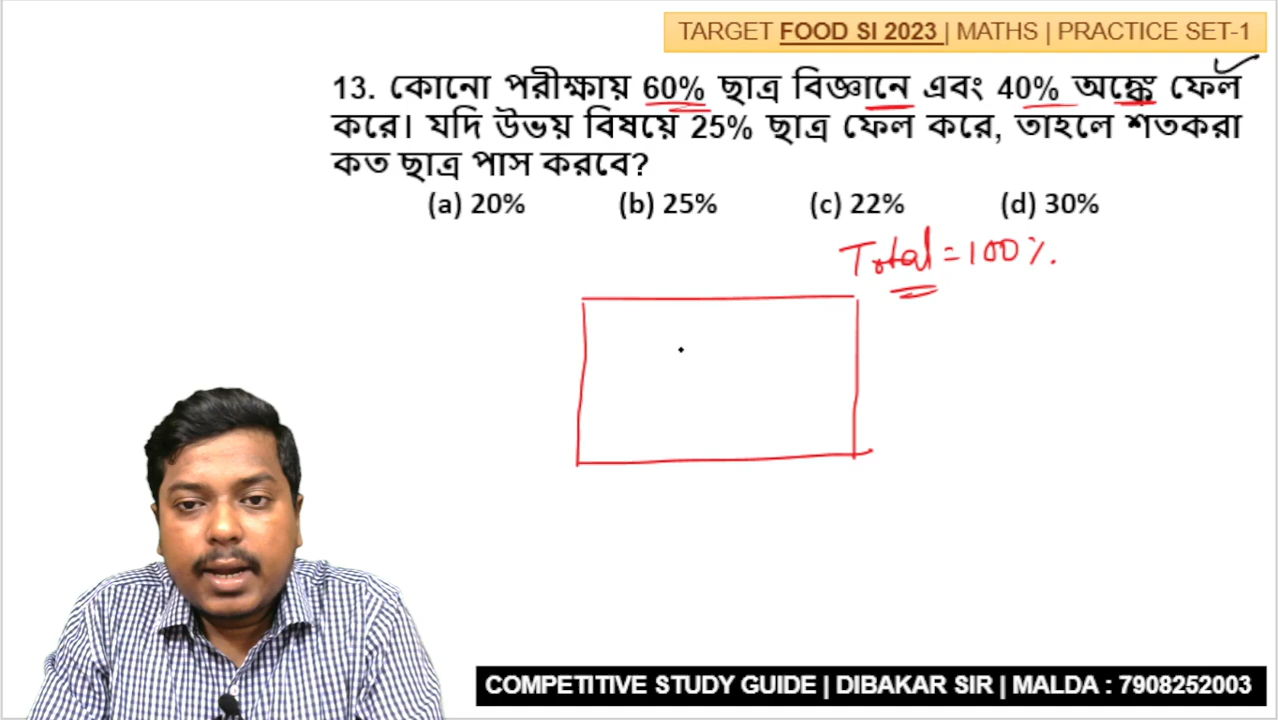 TARGET FOOD SI 2023 | MATHS | PRACTICE SET-1
13. কোনো পরীক্ষায় 60% ছাত্র বিজ্ঞানে এবং 40% অঙ্কে ফেল
করে। যদি উভয় বিষয়ে 25% ছাত্র ফেল করে, তাহলে শতকরা
কত ছাত্র পাস করবে?
(a) 20% (b) 25% (c) 22% (d) 30%
Total = 100%.
COMPETITIVE STUDY GUIDE | DIBAKAR SIR | MALDA : 7908252003